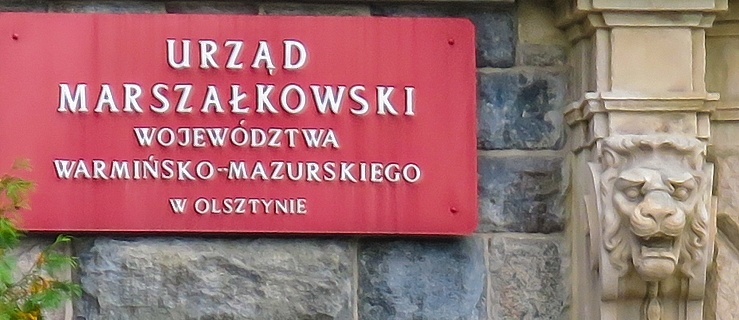 URZĄD
MARSZAŁKOWSKI
WOJEWÓDZTWA
WARMIŃSKO-MAZURSKIEGO
W OLSZTYNIE